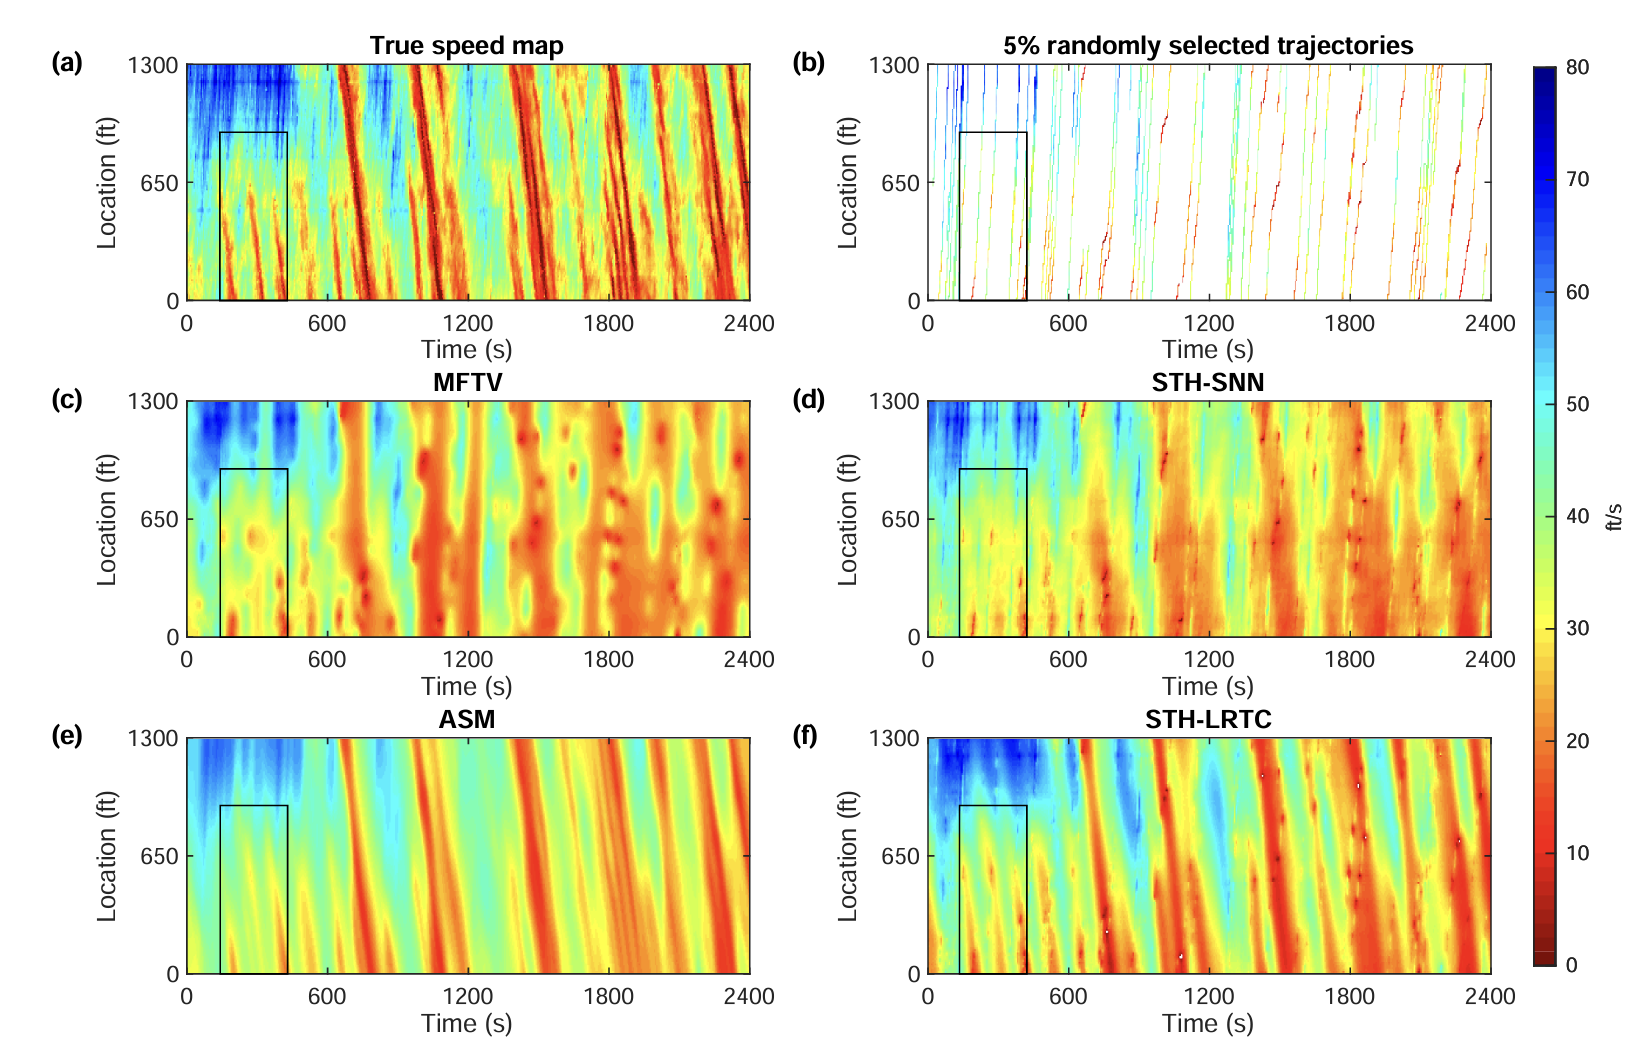 (a)
True speed map
1300
650
0
Location (ft)
0 600 1200 1800 2400
Time (s)
(b)
5% randomly selected trajectories
1300
650
0
Location (ft)
0 600 1200 1800 2400
Time (s)
(c)
MFTV
1300
650
0
Location (ft)
0 600 1200 1800 2400
Time (s)
(d)
STH-SNN
1300
650
0
Location (ft)
0 600 1200 1800 2400
Time (s)
(e)
ASM
1300
650
0
Location (ft)
0 600 1200 1800 2400
Time (s)
(f)
STH-LRTC
1300
650
0
Location (ft)
0 600 1200 1800 2400
Time (s)
80
70
60
50
40
30
20
10
0
ft/s